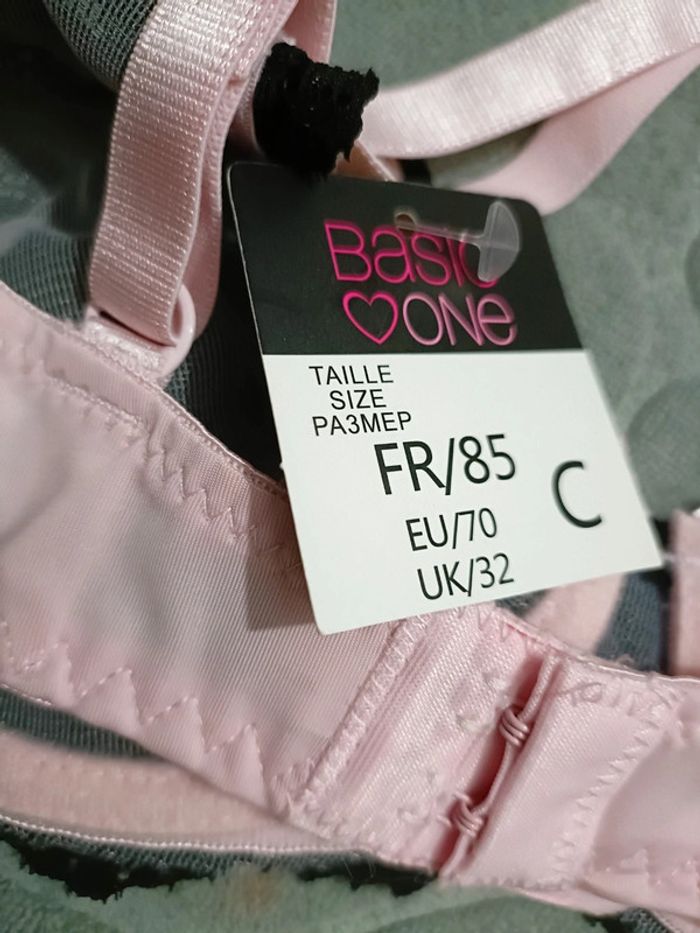 Basic
ONe
TAILLE
SIZE
РАЗМЕР
FR/85
C
EU/70
UK/32